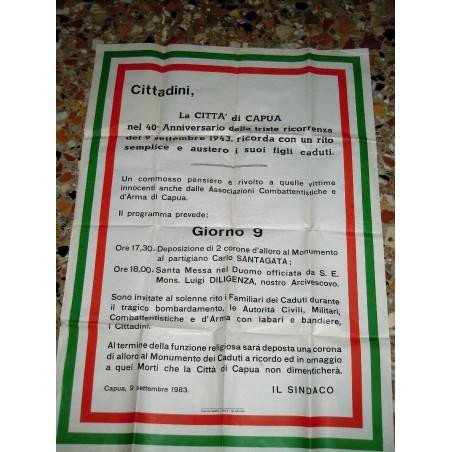 Cittadini,
La CITTA' di CAPUA
nel 40º Anniversario della triste ricorrenza
del 9 settembre 1943, ricorda con un rito
semplice e austero i suoi figli caduti.
Un commosso pensiero è rivolto a quelle vittime
innocenti anche dalle Associazioni Combattentistiche e
d'Arma di Capua.
Il programma prevede:
Giorno 9
Ore 17,30- Deposizione di 2 corone d'alloro al Monumento
al partigiano Carlo SANTAGATA;
Ore 18,00- Santa Messa nel Duomo officiata da S. E.
Mons. Luigi DILIGENZA, nostro Arcivescovo.
Sono invitate al solenne rito i Familiari dei Caduti durante
il tragico bombardamento, le Autorità Civili, Militari,
Combattentistiche e d'Arma con labari e bandiere,
i Cittadini.
Al termine della funzione religiosa sarà deposta una corona
di alloro al Monumento dei Caduti a ricordo ed in omaggio
a quei Morti che la Città di Capua non dimenticherà.
Capua, 9 settembre 1983.
IL SINDACO